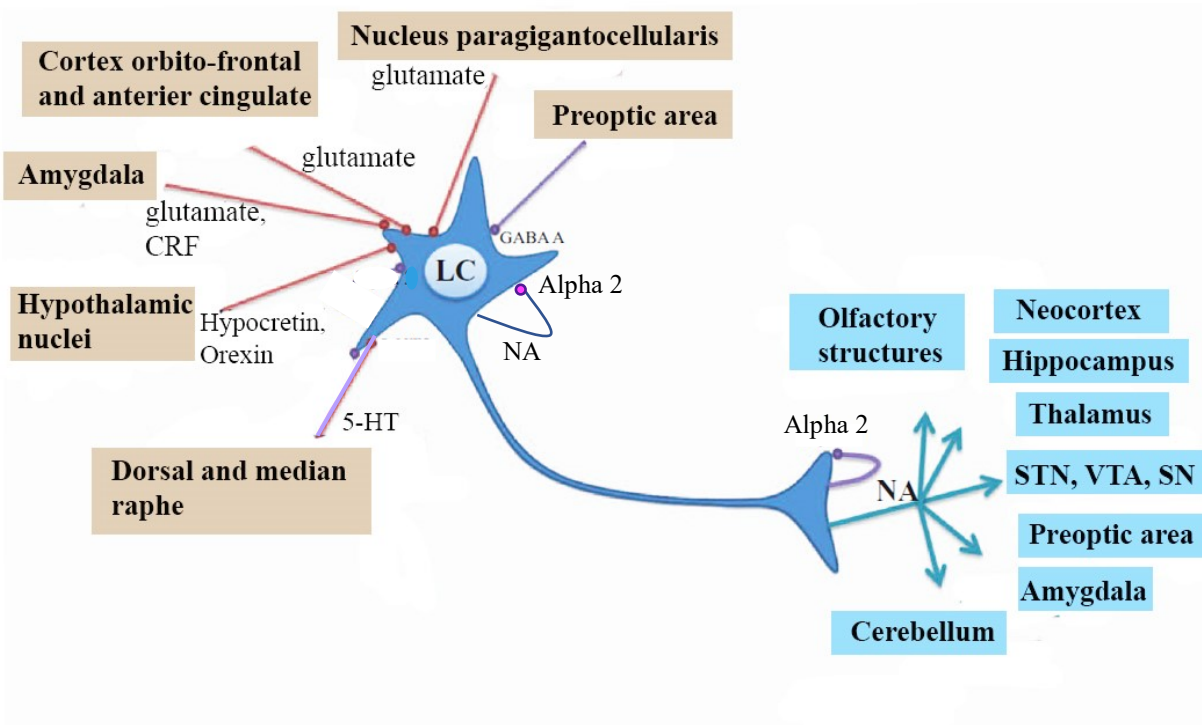 Nucleus paragigantocellularis
glutamate
Cortex orbito-frontal
and anterier cingulate
glutamate
Preoptic area
Amygdala
glutamate,
CRF
GABA A
LC
Alpha 2
NA
Hypothalamic
nuclei
Hypocretin,
Orexin
5-HT
Dorsal and median
raphe
Olfactory
structures
Neocortex
Hippocampus
Thalamus
Alpha 2
NA
STN, VTA, SN
Preoptic area
Amygdala
Cerebellum